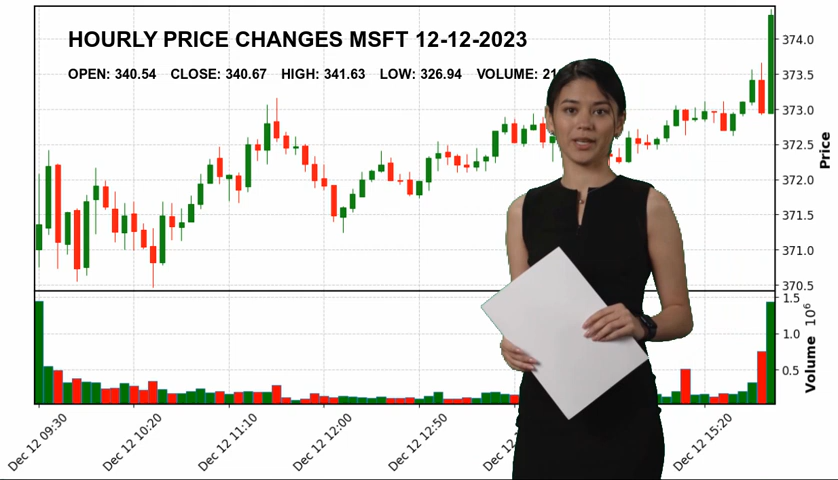 HOURLY PRICE CHANGES MSFT 12-12-2023
OPEN: 340.54 CLOSE: 340.67 HIGH: 341.63 LOW: 326.94 VOLUME: 21
374.0
373.5
373.0
372.5
372.0
371.5
371.0
370.5
Price
1.5
1.0
0.5
Volume 10⁶
Dec 12 09:30
Dec 12 10:20
Dec 12 11:10
Dec 12 12:00
Dec 12 12:50
Dec 12 15:20